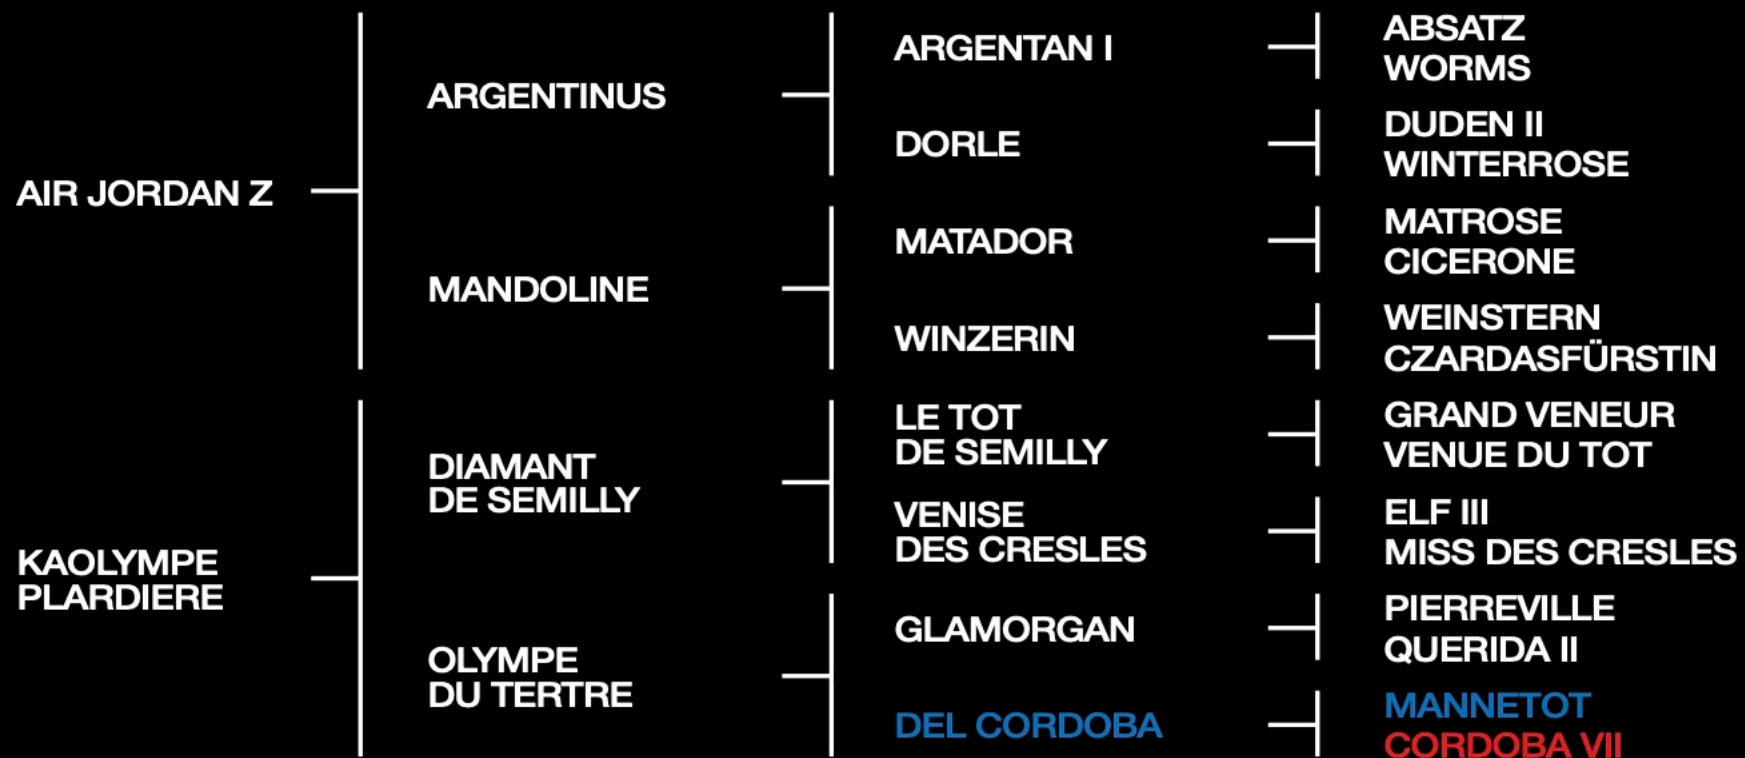 AIR JORDAN Z
ARGENTINUS
ARGENTAN I
ABSATZ
WORMS
DORLE
DUDEN II
WINTERROSE
MANDOLINE
MATADOR
MATROSE
CICERONE
WINZERIN
WEINSTERN
CZARDASFÜRSTIN
KAOLYMPE
PLARDIERE
DIAMANT
DE SEMILLY
LE TOT
DE SEMILLY
GRAND VENEUR
VENUE DU TOT
VENISE
DES CRESLES
ELF III
MISS DES CRESLES
OLYMPE
DU TERTRE
GLAMORGAN
PIERREVILLE
QUERIDA II
DEL CORDOBA
MANNETOT
CORDOBA VII